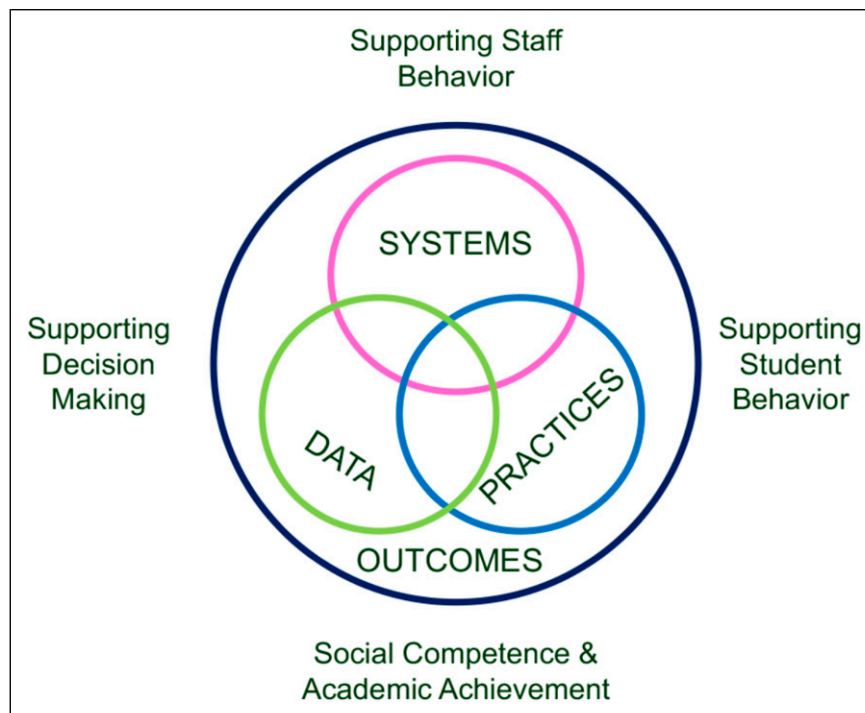 Supporting Staff
Behavior
SYSTEMS
Supporting
Decision
Making
Supporting
Student
Behavior
DATA
PRACTICES
OUTCOMES
Social Competence &
Academic Achievement